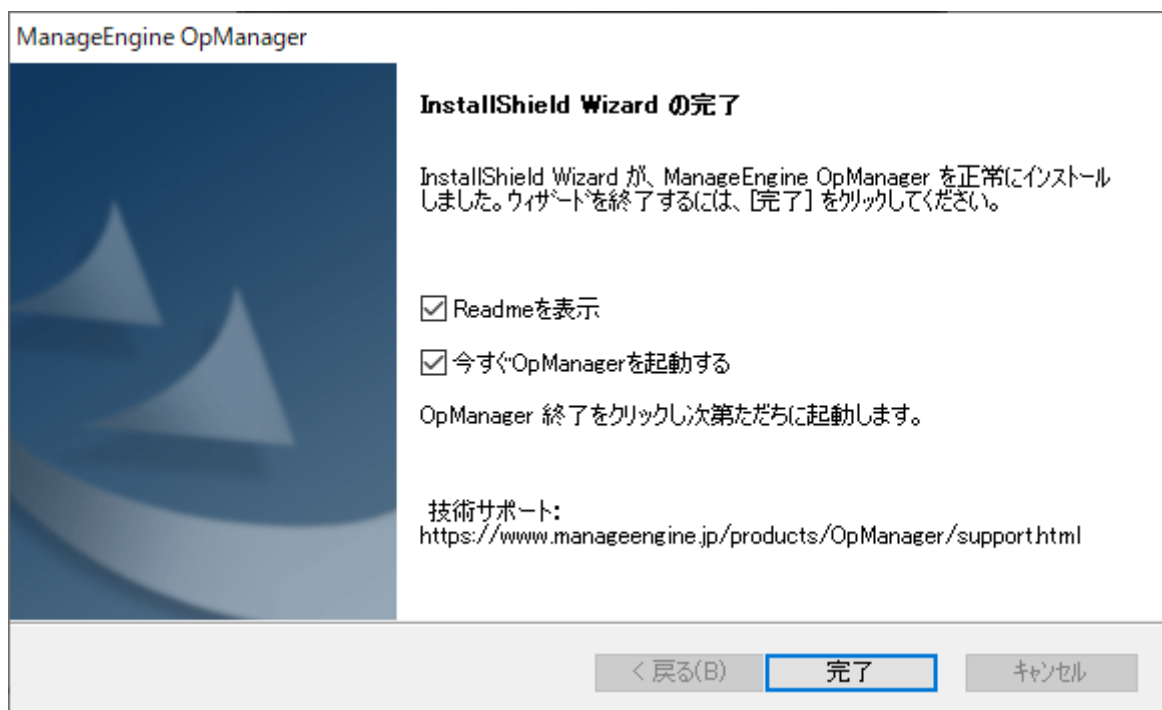 ManageEngine OpManager
InstallShield Wizard の完了
InstallShield Wizard が、ManageEngine OpManager を正常にインストール
しました。ウィザードを終了するには、[完了] をクリックしてください。
Readmeを表示
今すぐOpManagerを起動する
OpManager 終了をクリックし次第ただちに起動します。
技術サポート:
https://www.manageengine.jp/products/OpManager/support.html
< 戻る(B)
完了
キャンセル